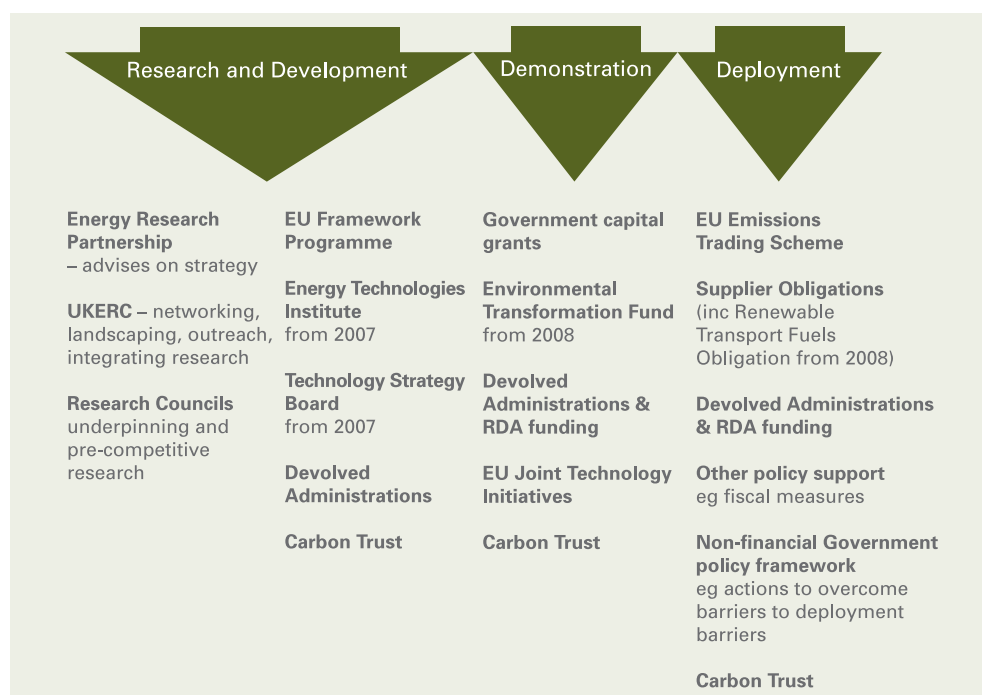 Research and Development
Demonstration
Deployment
Energy Research
Partnership
– advises on strategy
UKERC – networking,
landscaping, outreach,
integrating research
Research Councils
underpinning and
pre-competitive
research
EU Framework
Programme
Energy Technologies
Institute
from 2007
Technology Strategy
Board
from 2007
Devolved
Administrations
Carbon Trust
Government capital
grants
Environmental
Transformation Fund
from 2008
Devolved
Administrations &
RDA funding
EU Joint Technology
Initiatives
Carbon Trust
EU Emissions
Trading Scheme
Supplier Obligations
(inc Renewable
Transport Fuels
Obligation from 2008)
Devolved Administrations
& RDA funding
Other policy support
eg fiscal measures
Non-financial Government
policy framework
eg actions to overcome
barriers to deployment
barriers
Carbon Trust